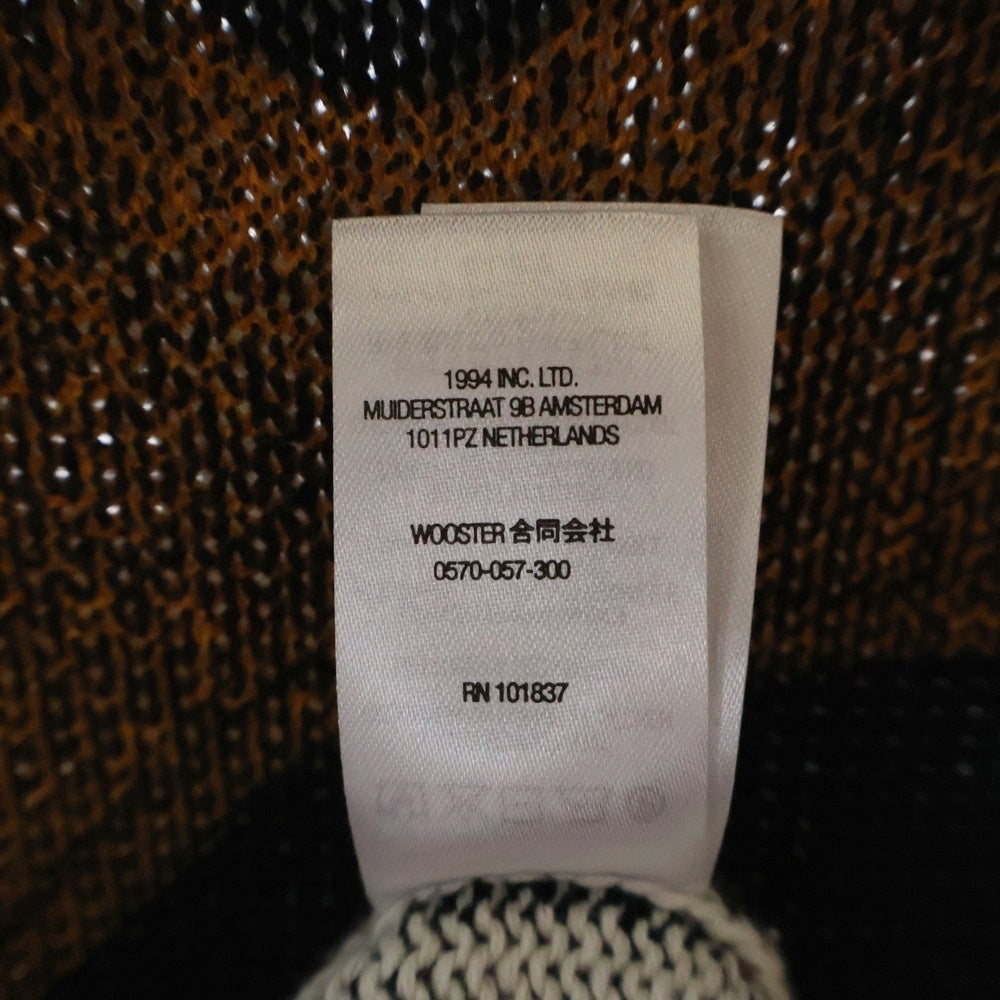 1994 INC. LTD.
MUIDERSTRAAT 9B AMSTERDAM
1011PZ NETHERLANDS
WOOSTER 合同会社
0570-057-300
RN 101837